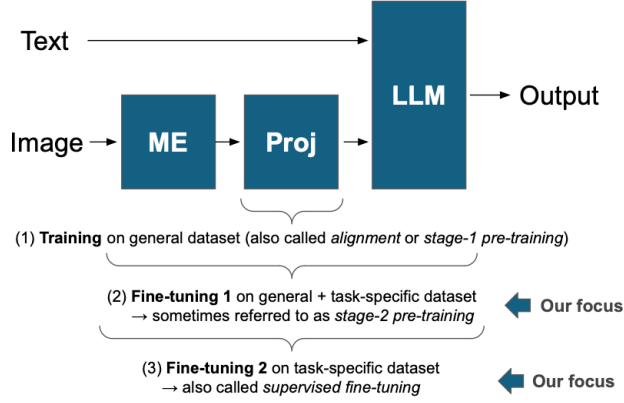 Text
LLM
Output
Image
ME
Proj
(1) Training on general dataset (also called alignment or stage-1 pre-training)
(2) Fine-tuning 1 on general + task-specific dataset
→ sometimes referred to as stage-2 pre-training
Our focus
(3) Fine-tuning 2 on task-specific dataset
→ also called supervised fine-tuning
Our focus